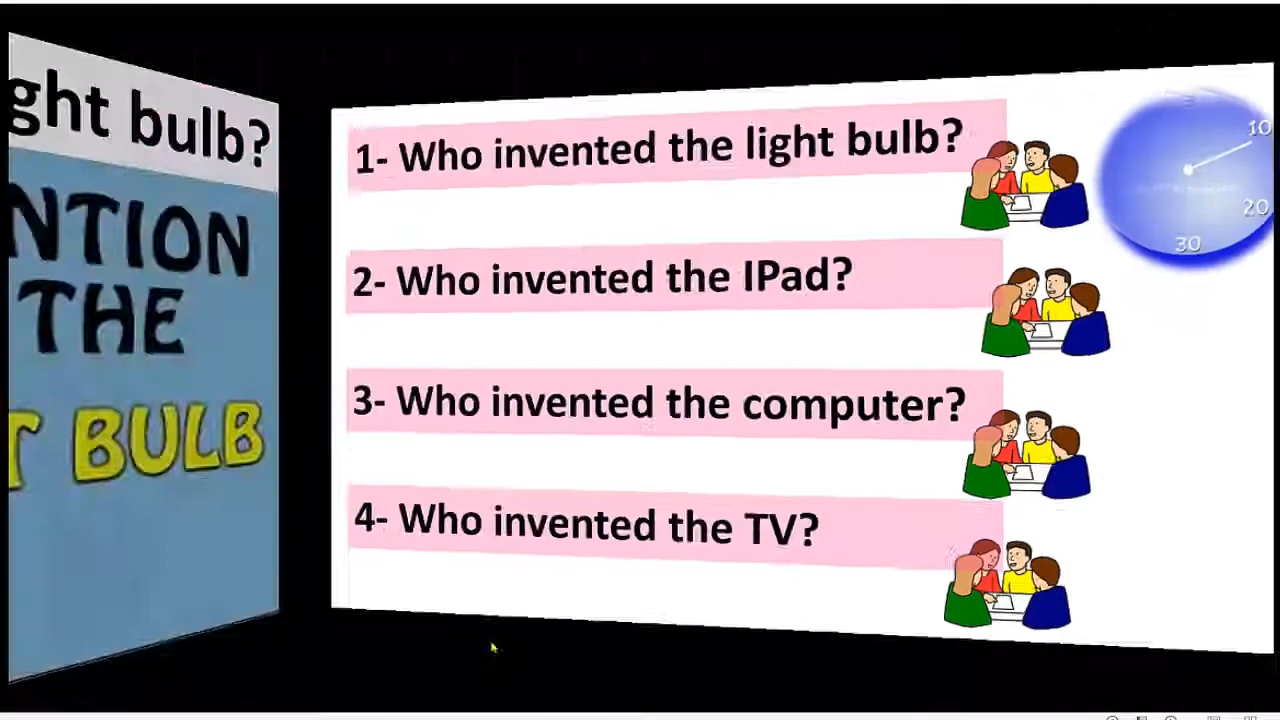 ght bulb?
NTION
THE
T BULB
1- Who invented the light bulb?
2- Who invented the IPad?
3- Who invented the computer?
4- Who invented the TV?
10
20
30